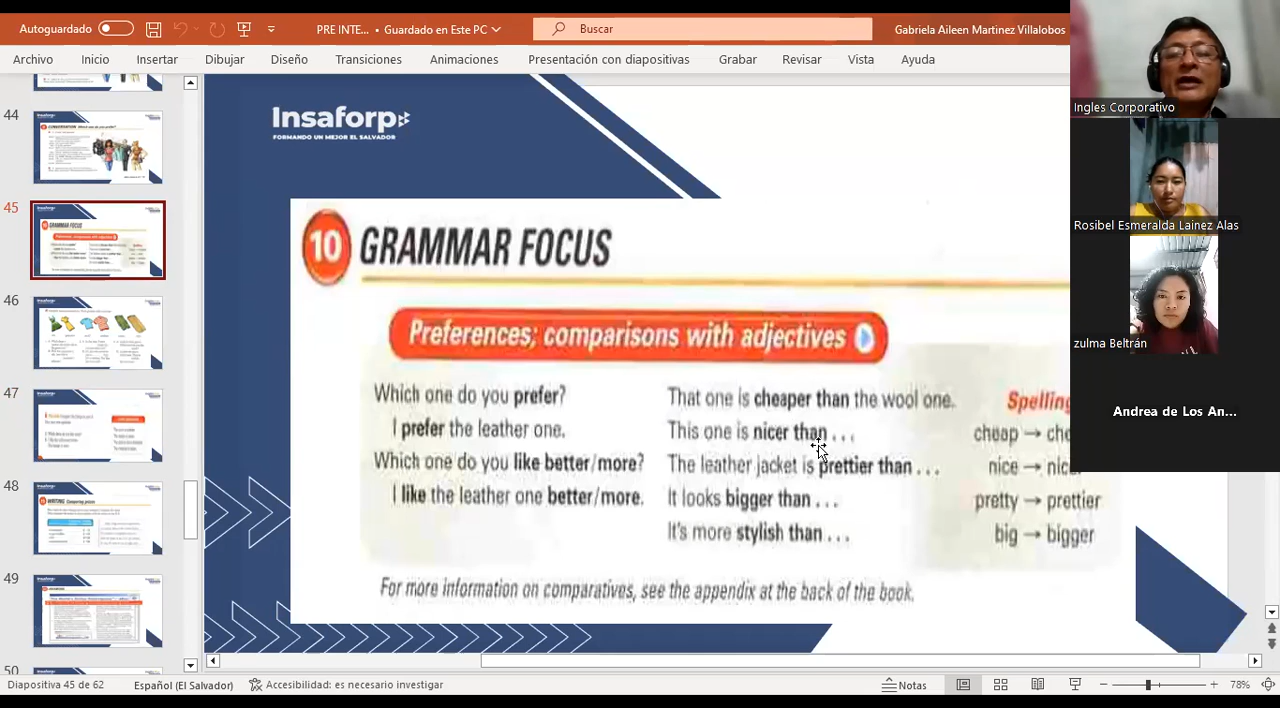 Autoguardado
PRE INTE... • Guardado en Este PC
Buscar
Gabriela Aileen Martinez Villalobos
Archivo Inicio Insertar Dibujar Diseño Transiciones Animaciones Presentación con diapositivas Grabar Revisar Vista Ayuda
Ingles Corporativo
Rosibel Esmeralda Lainez Alas
zulma Beltrán
Andrea de Los An...
44
45
46
47
48
49
50
Insaforp
FORMANDO UN MEJOR EL SALVADOR
10 GRAMMAR FOCUS
Preferences; comparisons with adjectives
Which one do you prefer?
I prefer the leather one.
Which one do you like better/more?
I like the leather one better/more.
That one is cheaper than the wool one.
This one is nicer than . . .
The leather jacket is prettier than . . .
It looks bigger than . . .
It's more stylish than . . .
Spelling
cheap →
nice →
pretty → prettier
big → bigger
For more information on comparatives, see the appendix at the back of the book.
Diapositiva 45 de 62
Español (El Salvador)
Accesibilidad: es necesario investigar
Notas
78%